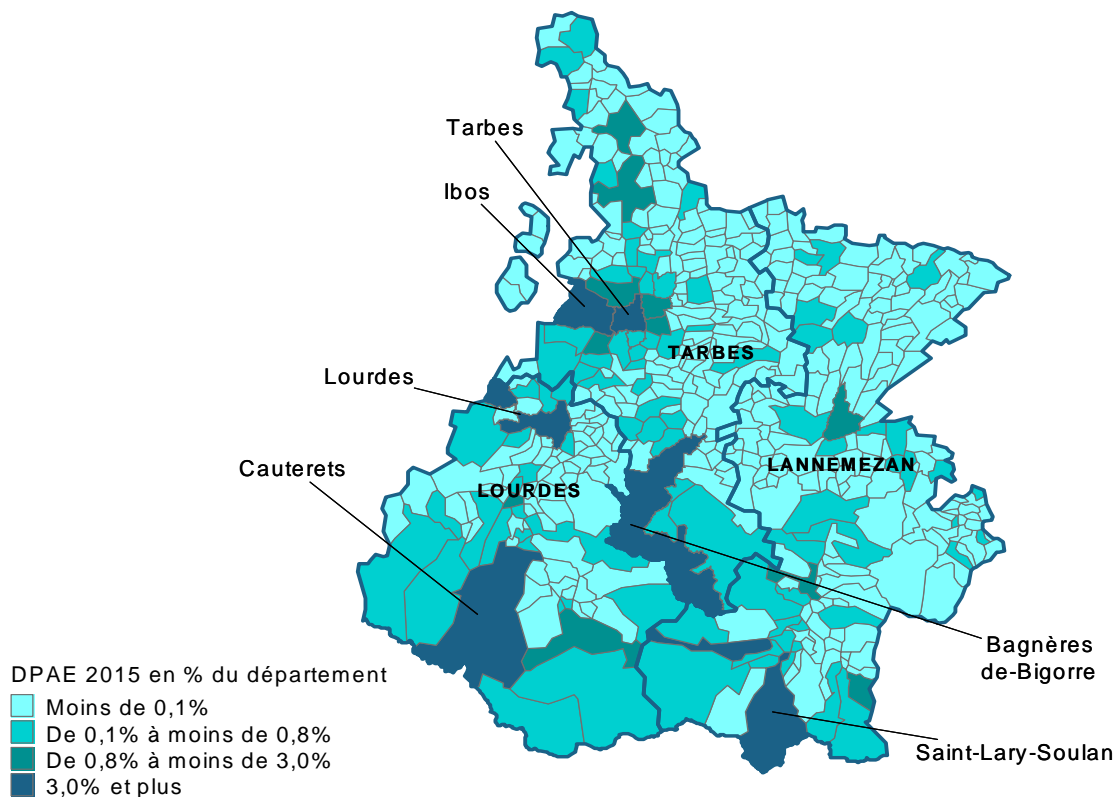 Tarbes
Ibos
TARBES
Lourdes
Cauterets
LANNEMEZAN
LOURDES
Bagnères
de-Bigorre
Saint-Lary-Soulan
DPAE 2015 en % du département
Moins de 0,1%
De 0,1% à moins de 0,8%
De 0,8% à moins de 3,0%
3,0% et plus